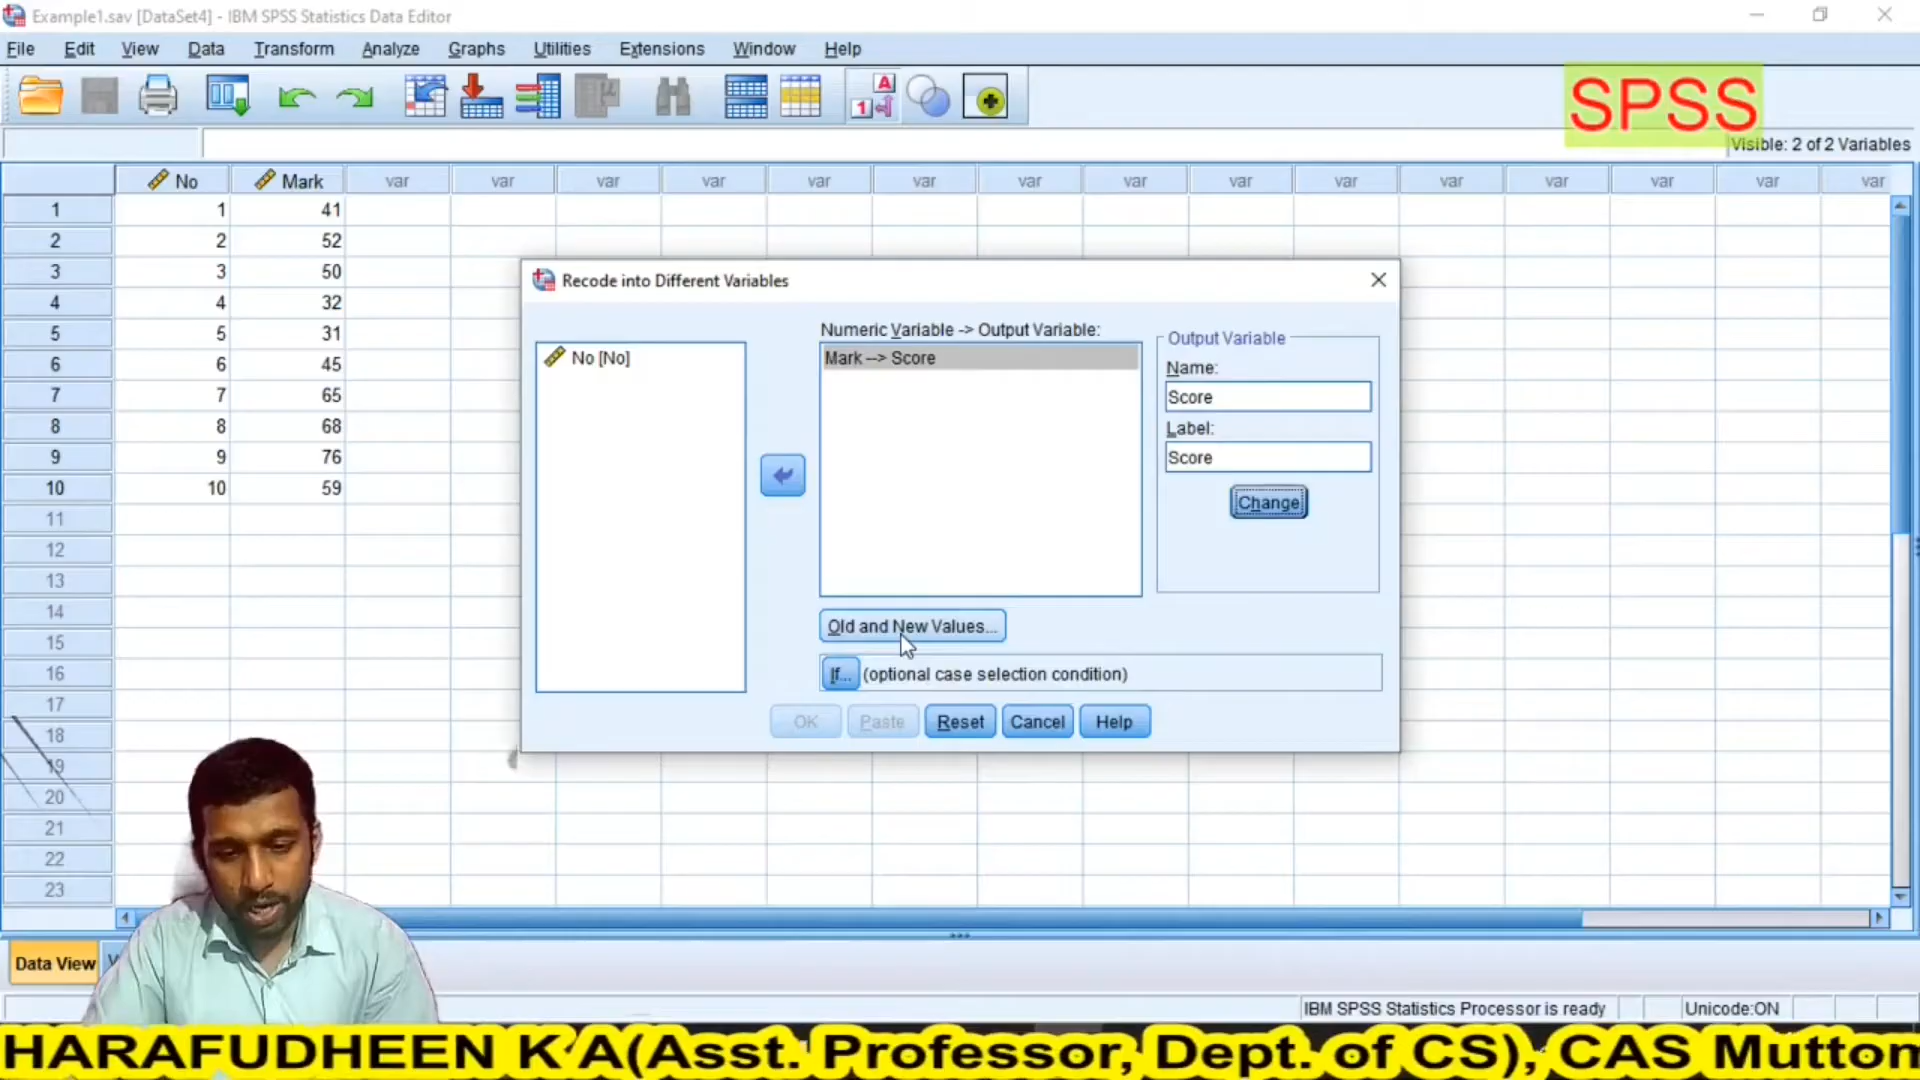 Example1.sav [DataSet4] - IBM SPSS Statistics Data Editor
File Edit View Data Transform Analyze Graphs Utilities Extensions Window Help
A
1
SPSS
Visible: 2 of 2 Variables
No Mark var var var var var var var var var var var var var var var
1 1 41
2 2 52
3 3 50
4 4 32
5 5 31
6 6 45
7 7 65
8 8 68
9 9 76
10 10 59
11
12
13
14
15
16
17
18
19
20
21
22
23
Recode into Different Variables
No [No]
Numeric Variable -> Output Variable:
Mark --> Score
Output Variable
Name:
Score
Label:
Score
Change
Old and New Values...
If... (optional case selection condition)
OK Paste Reset Cancel Help
Data View
IBM SPSS Statistics Processor is ready Unicode:ON
HARAFUDHEEN K A(Asst. Professor, Dept. of CS), CAS Muttom